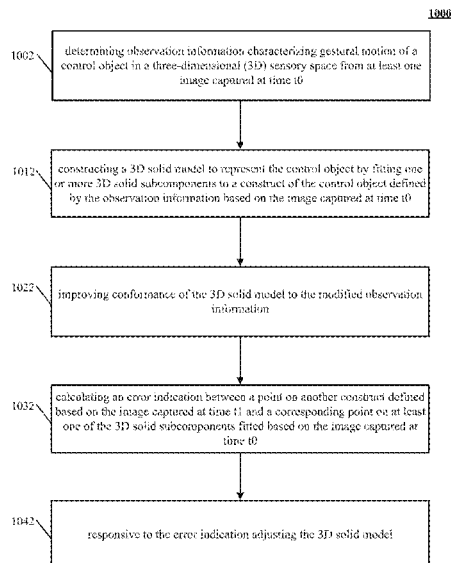 1000
1002
determining observation information characterizing gestural motion of a
control object in a three-dimensional (3D) sensory space from at least one
image captured at time t0
1012
constructing a 3D solid model to represent the control object by fitting one
or more 3D solid subcomponents to a construct of the control object defined
by the observation information based on the image captured at time t0
1022
improving conformance of the 3D solid model to the modified observation
information
1032
calculating an error indication between a point on another construct defined
based on the image captured at time t1 and a corresponding point on at least
one of the 3D solid subcomponents fitted based on the image captured at
time t0
1042
responsive to the error indication adjusting the 3D solid model